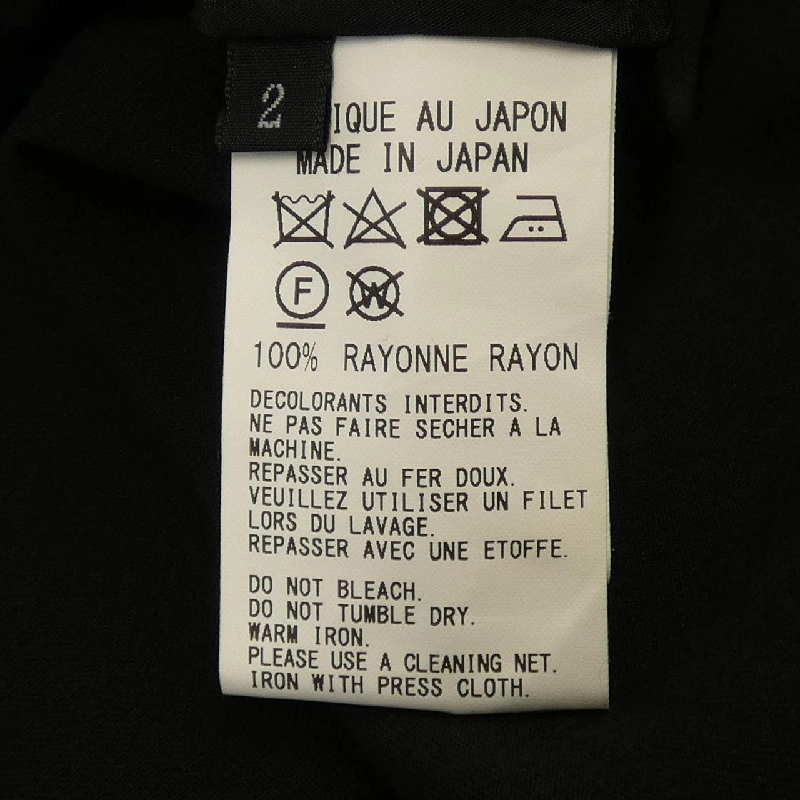 2
IQUE AU JAPON
MADE IN JAPAN
F W
100% RAYONNE RAYON
DECOLORANTS INTERDITS.
NE PAS FAIRE SECHER A LA
MACHINE.
REPASSER AU FER DOUX.
VEUILLEZ UTILISER UN FILET
LORS DU LAVAGE.
REPASSER AVEC UNE ETOFFE.
DO NOT BLEACH.
DO NOT TUMBLE DRY.
WARM IRON.
PLEASE USE A CLEANING NET.
IRON WITH PRESS CLOTH.